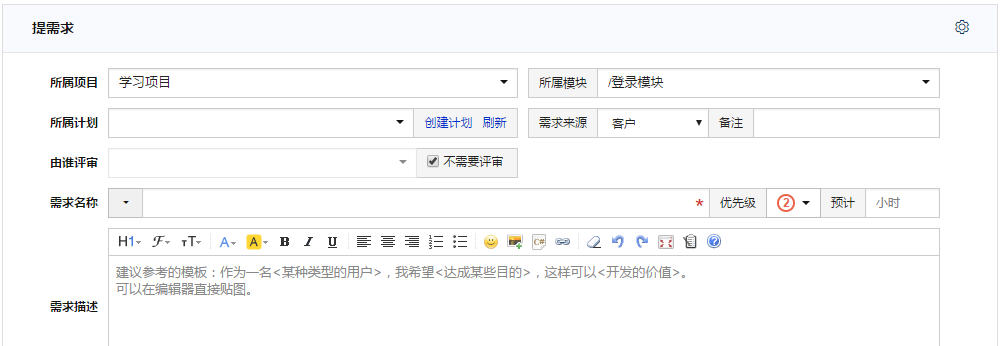 提需求
所属项目 学习项目 所属模块 /登录模块
所属计划 创建计划 刷新 需求来源 客户 备注
由谁评审 不需要评审
需求名称 * 优先级 2 预计 小时
H1 F TT A A B I U C#
建议参考的模板：作为一名<某种类型的用户>，我希望<达成某些目的>，这样可以<开发的价值>。
可以在编辑器直接贴图。
需求描述